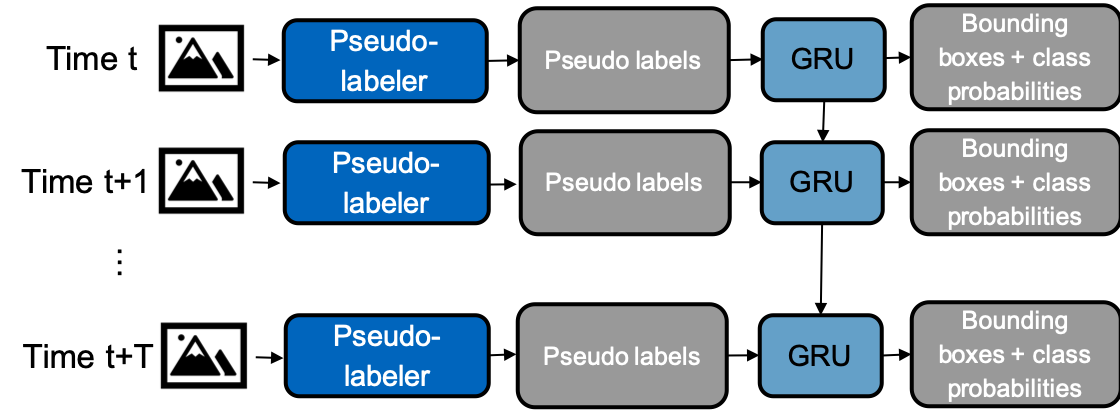 Time t
Pseudo-
labeler
Pseudo labels
GRU
Bounding
boxes + class
probabilities
Time t+1
Pseudo-
labeler
Pseudo labels
GRU
Bounding
boxes + class
probabilities
⋮
Time t+T
Pseudo-
labeler
Pseudo labels
GRU
Bounding
boxes + class
probabilities